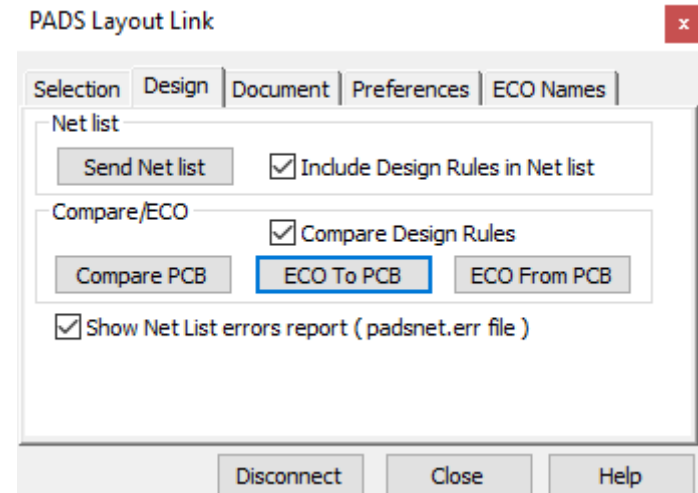 PADS Layout Link
x
Selection Design Document Preferences ECO Names
Net list
Send Net list Include Design Rules in Net list
Compare/ECO
Compare Design Rules
Compare PCB ECO To PCB ECO From PCB
Show Net List errors report ( padsnet.err file )
Disconnect Close Help